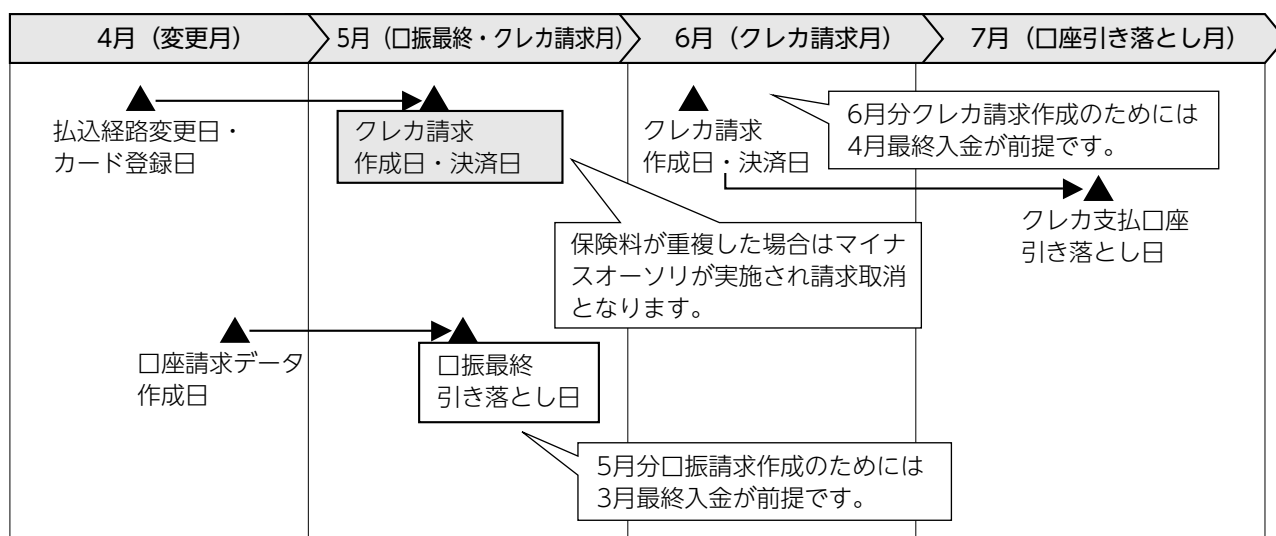 4月（変更月）
5月（口振最終・クレカ請求月）
6月（クレカ請求月）
7月（口座引き落とし月）
払込経路変更日・
カード登録日
クレカ請求
作成日・決済日
クレカ請求
作成日・決済日
6月分クレカ請求作成のためには
4月最終入金が前提です。
クレカ支払口座
引き落とし日
保険料が重複した場合はマイナ
スオーソリが実施され請求取消
となります。
口座請求データ
作成日
口振最終
引き落とし日
5月分口振請求作成のためには
3月最終入金が前提です。